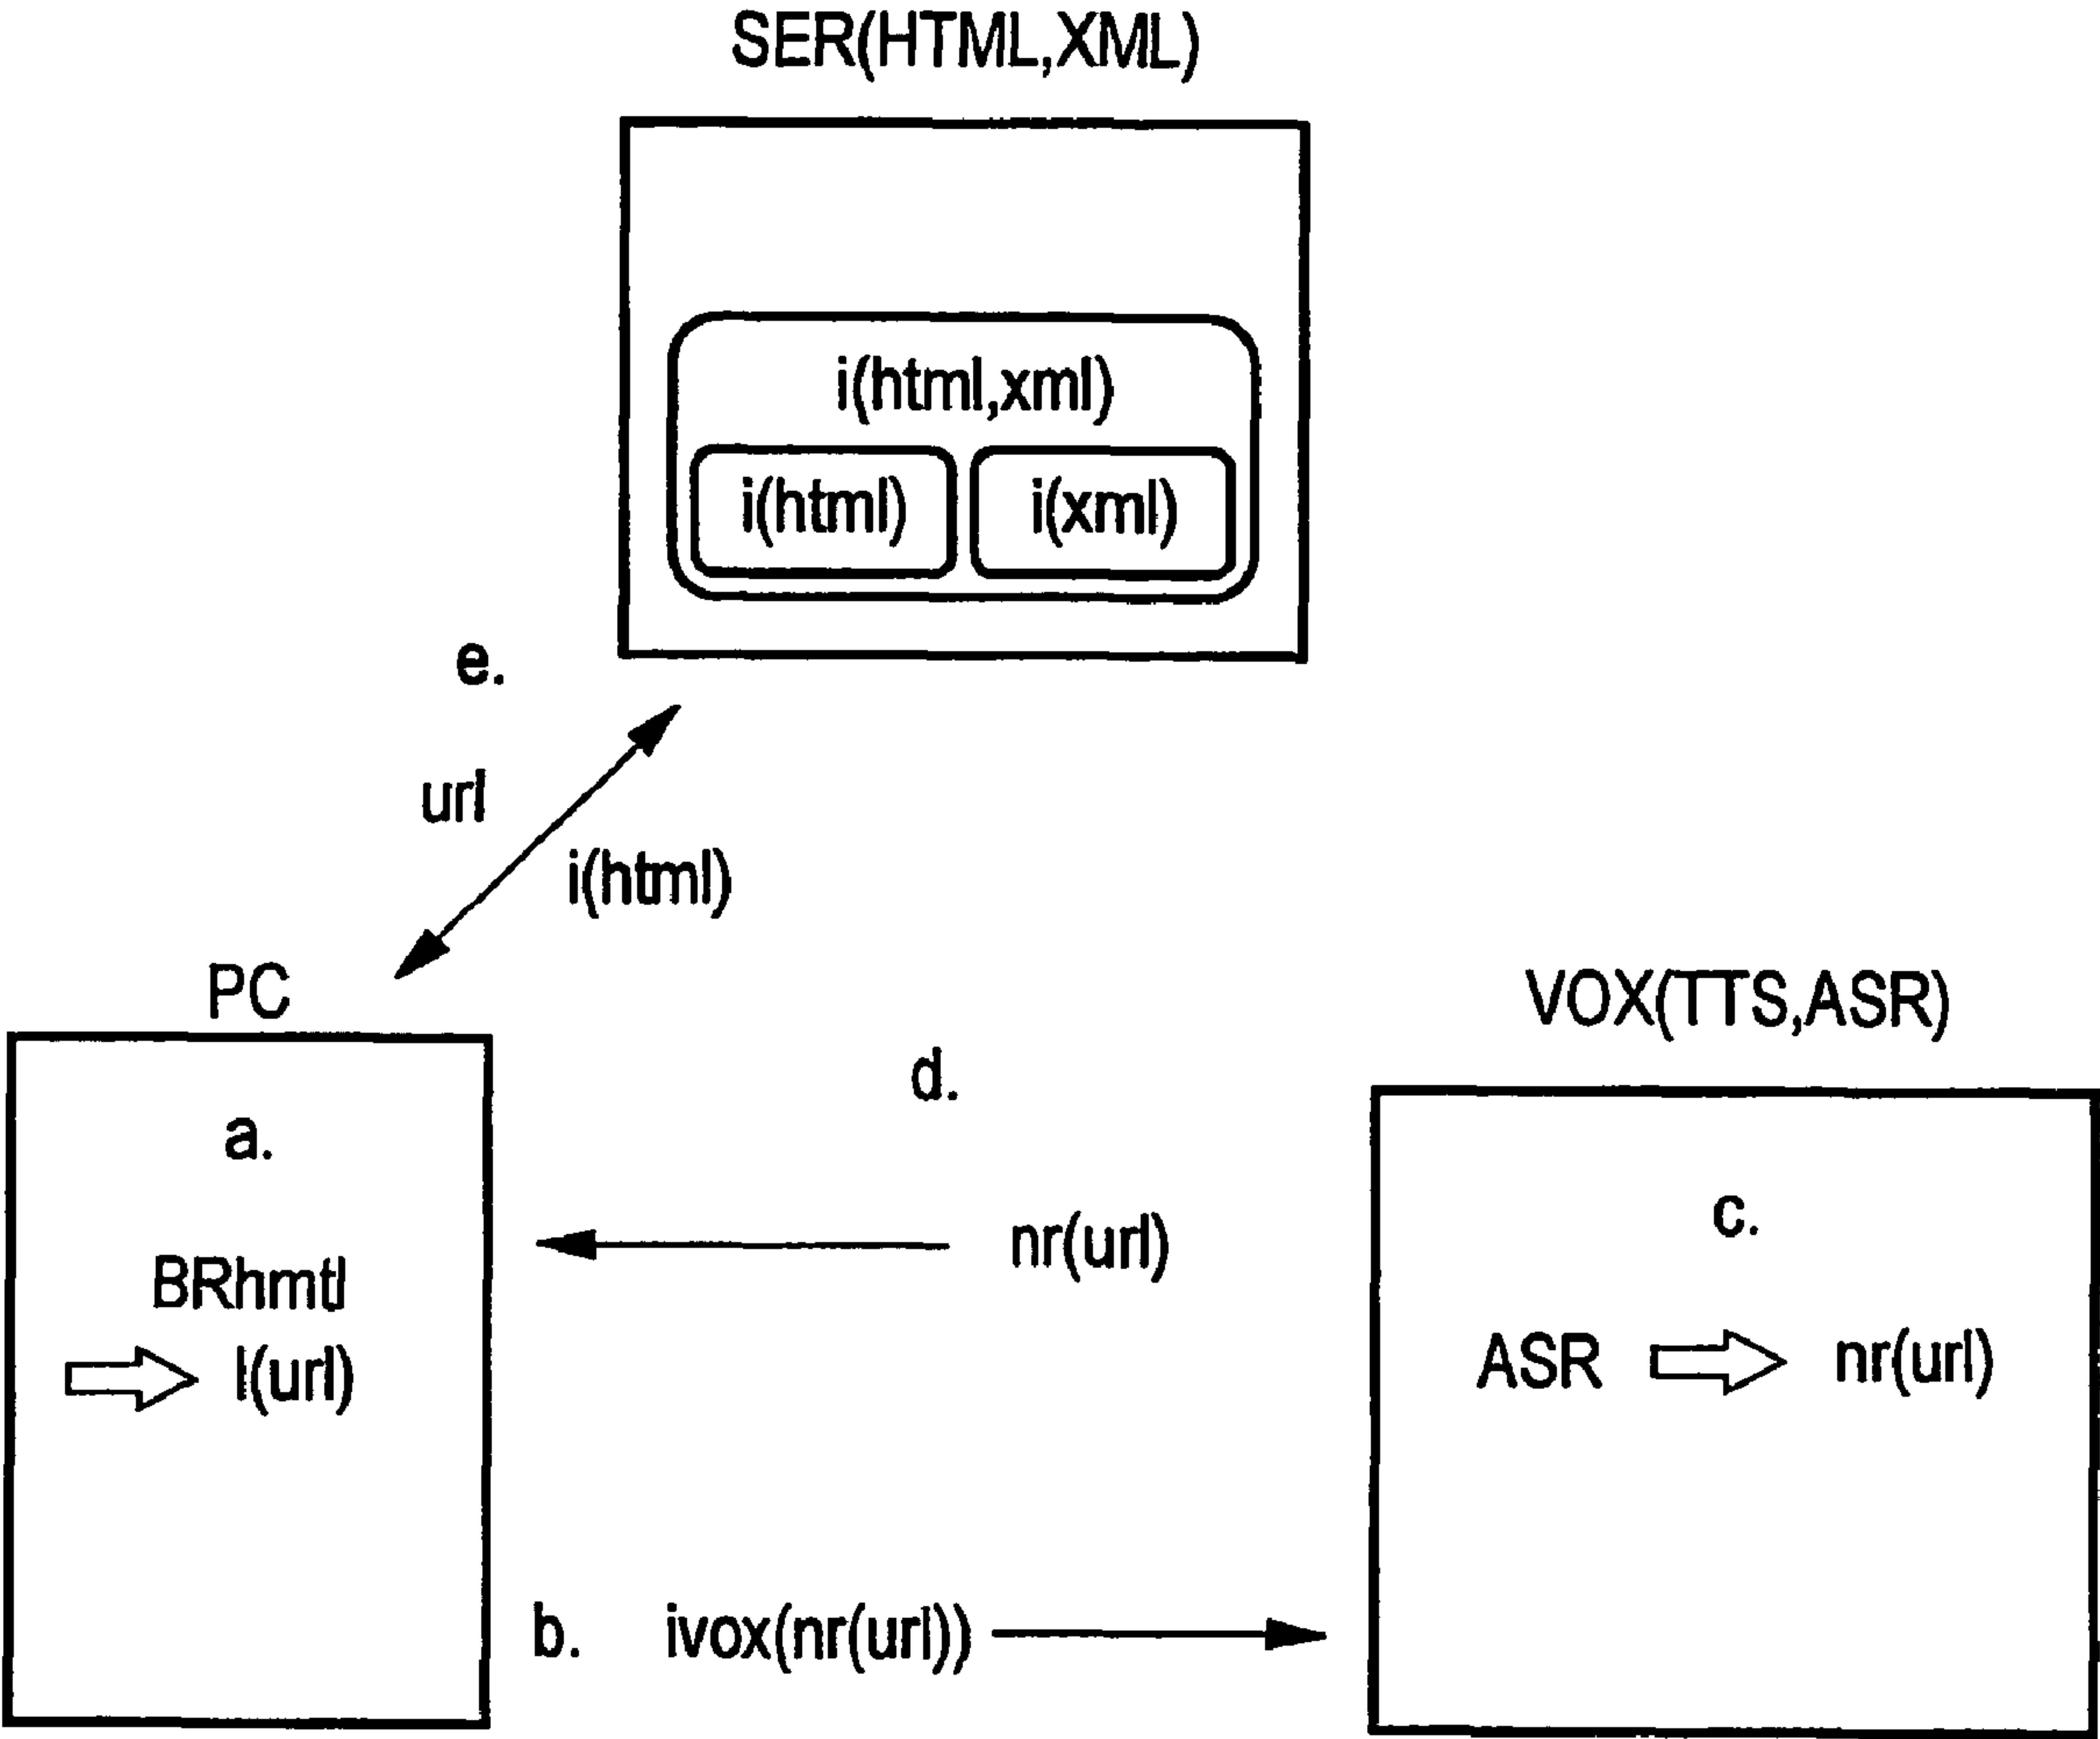 SER(HTML,XML)
i(html,xml)
i(html)
i(xml)
e.
url
i(html)
PC
VOX(TTS,ASR)
a.
d.
c.
BRhmtl
nr(url)
l(url)
ASR
nr(url)
b.
ivox(nr(url))